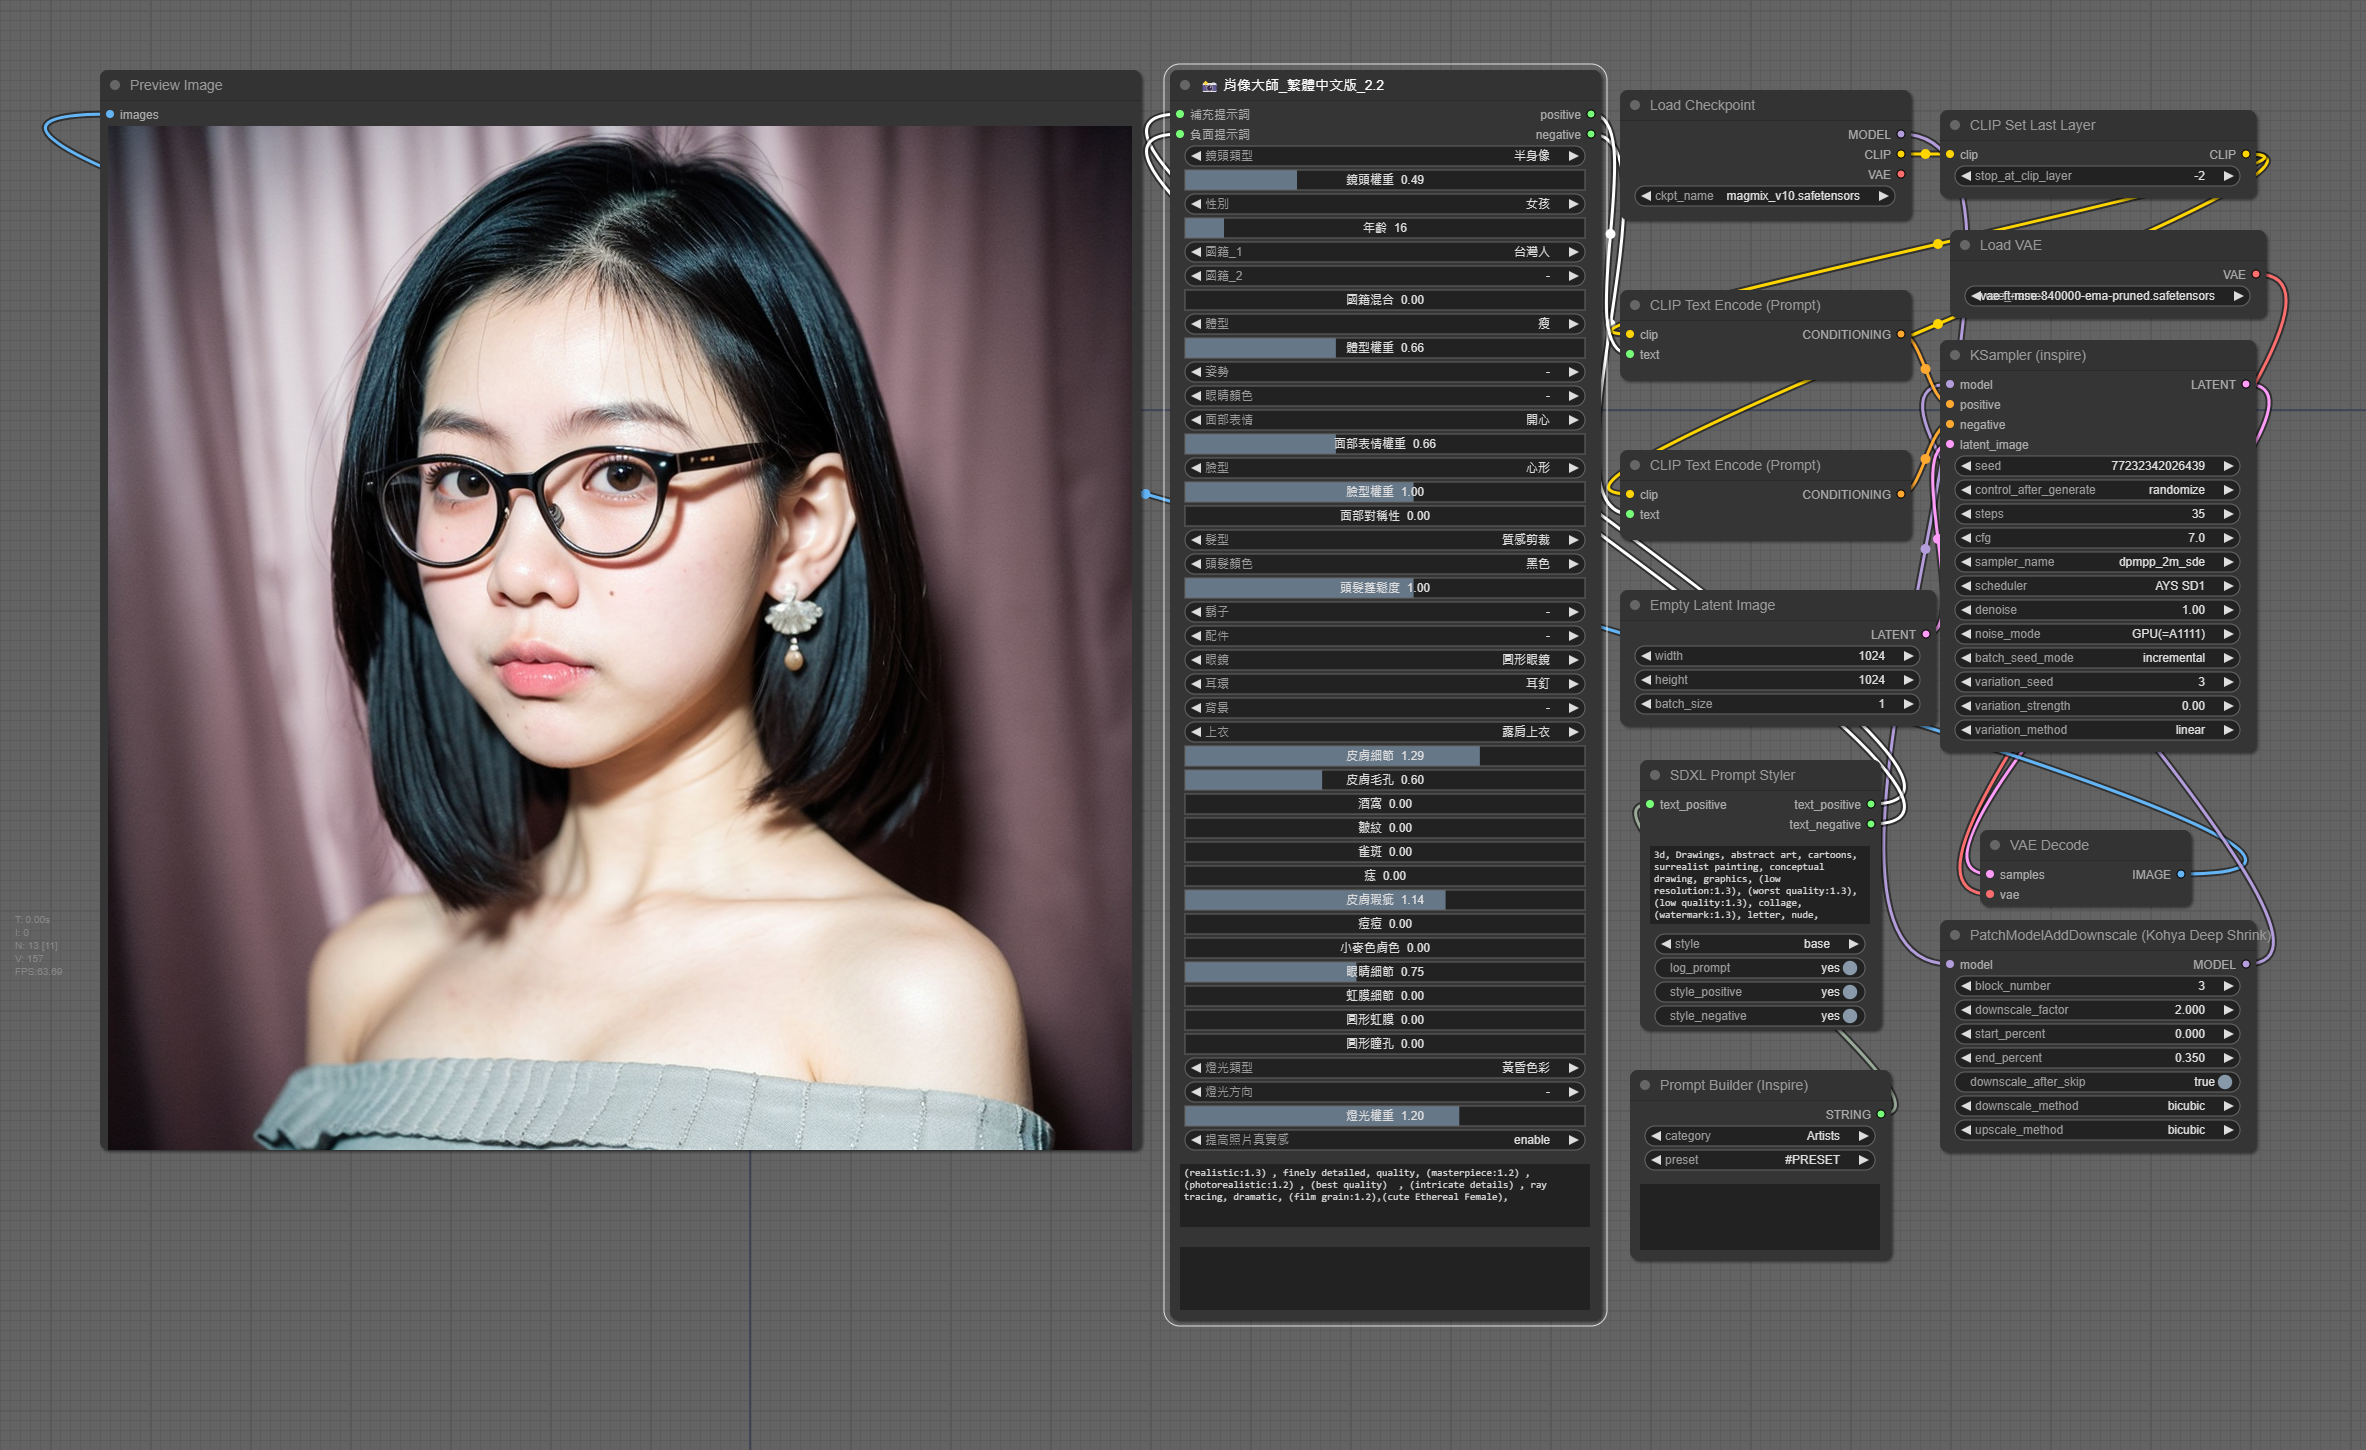 Preview Image
images
T: 0.00s
I: 0
N: 13 [11]
V: 157
FPS:63.69
肖像大師_繁體中文版_2.2
補充提示詞 positive
負面提示詞 negative
鏡頭類型 半身像
鏡頭權重 0.49
性別 女孩
年齡 16
國籍_1 台灣人
國籍_2 -
國籍混合 0.00
體型 瘦
體型權重 0.66
姿勢 -
眼睛顏色 -
面部表情 開心
面部表情權重 0.66
臉型 心形
臉型權重 1.00
面部對稱性 0.00
髮型 質感剪裁
頭髮顏色 黑色
頭髮蓬鬆度 1.00
鬍子 -
配件 -
眼鏡 圓形眼鏡
耳環 耳釘
背景 -
上衣 露肩上衣
皮膚細節 1.29
皮膚毛孔 0.60
酒窩 0.00
皺紋 0.00
雀斑 0.00
痣 0.00
皮膚瑕疵 1.14
痘痘 0.00
小麥色膚色 0.00
眼睛細節 0.75
虹膜細節 0.00
圓形虹膜 0.00
圓形瞳孔 0.00
燈光類型 黃昏色彩
燈光方向 -
燈光權重 1.20
提高照片真實感 enable
(realistic:1.3) , finely detailed, quality, (masterpiece:1.2) ,
(photorealistic:1.2) , (best quality) , (intricate details) , ray
tracing, dramatic, (film grain:1.2),(cute Ethereal Female),
Load Checkpoint
MODEL
CLIP
VAE
ckpt_name magmix_v10.safetensors
CLIP Set Last Layer
clip CLIP
stop_at_clip_layer -2
Load VAE
VAE
vae-ft-mse-840000-ema-pruned.safetensors
CLIP Text Encode (Prompt)
clip CONDITIONING
text
CLIP Text Encode (Prompt)
clip CONDITIONING
text
KSampler (inspire)
model LATENT
positive
negative
latent_image
seed 77232342026439
control_after_generate randomize
steps 35
cfg 7.0
sampler_name dpmpp_2m_sde
scheduler AYS SD1
denoise 1.00
noise_mode GPU(=A1111)
batch_seed_mode incremental
variation_seed 3
variation_strength 0.00
variation_method linear
Empty Latent Image
LATENT
width 1024
height 1024
batch_size 1
SDXL Prompt Styler
text_positive text_positive
text_negative
3d, Drawings, abstract art, cartoons,
surrealist painting, conceptual
drawing, graphics, (low
resolution:1.3), (worst quality:1.3),
(low quality:1.3), collage,
(watermark:1.3), letter, nude,
style base
log_prompt yes
style_positive yes
style_negative yes
VAE Decode
samples IMAGE
vae
PatchModelAddDownscale (Kohya Deep Shrink)
model MODEL
block_number 3
downscale_factor 2.000
start_percent 0.000
end_percent 0.350
downscale_after_skip true
downscale_method bicubic
upscale_method bicubic
Prompt Builder (Inspire)
STRING
category Artists
preset #PRESET